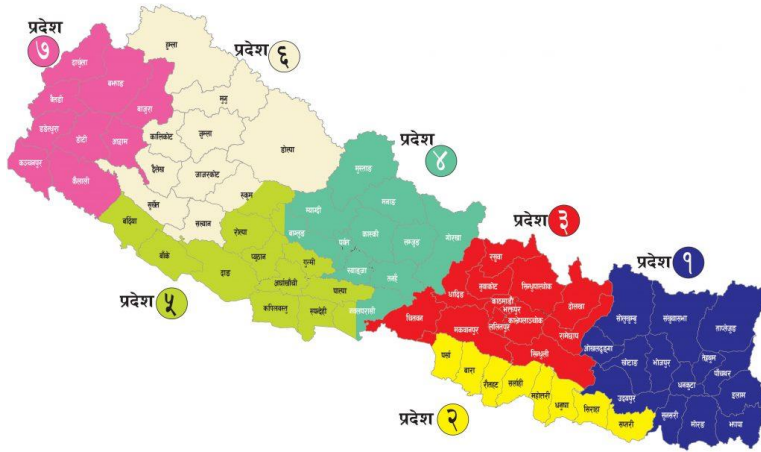 प्रदेश ७
दार्चुला
बझाङ
बैतडी
बाजुरा
डडेल्धुरा
डोटी
अछाम
कञ्चनपुर
कैलाली
प्रदेश ६
हुम्ला
मुगु
कालिकोट
जुम्ला
डोल्पा
दैलेख
जाजरकोट
सुर्खेत
सल्यान
रुकुम
प्रदेश ५
बर्दिया
बाँके
दाङ
रोल्पा
प्युठान
गुल्मी
अर्घाखाँची
पाल्पा
कपिलवस्तु
रुपन्देही
प्रदेश ४
मुस्ताङ
मनाङ
म्याग्दी
बाग्लुङ
पर्वत
कास्की
लमजुङ
गोरखा
स्याङ्जा
तनहुँ
नवलपरासी
प्रदेश ३
रसुवा
धादिङ
नुवाकोट
सिन्धुपाल्चोक
काठमाडौं
भक्तपुर
दोलखा
चितवन
मकवानपुर
ललितपुर
काभ्रेपलाञ्चोक
रामेछाप
सिन्धुली
प्रदेश २
पर्सा
बारा
रौतहट
सर्लाही
महोत्तरी
धनुषा
सिराहा
सप्तरी
प्रदेश १
सोलुखुम्बु
संखुवासभा
ताप्लेजुङ
ओखलढुङ्गा
खोटाङ
भोजपुर
तेह्रथुम
पाँचथर
धनकुटा
इलाम
उदयपुर
सुनसरी
मोरङ
झापा